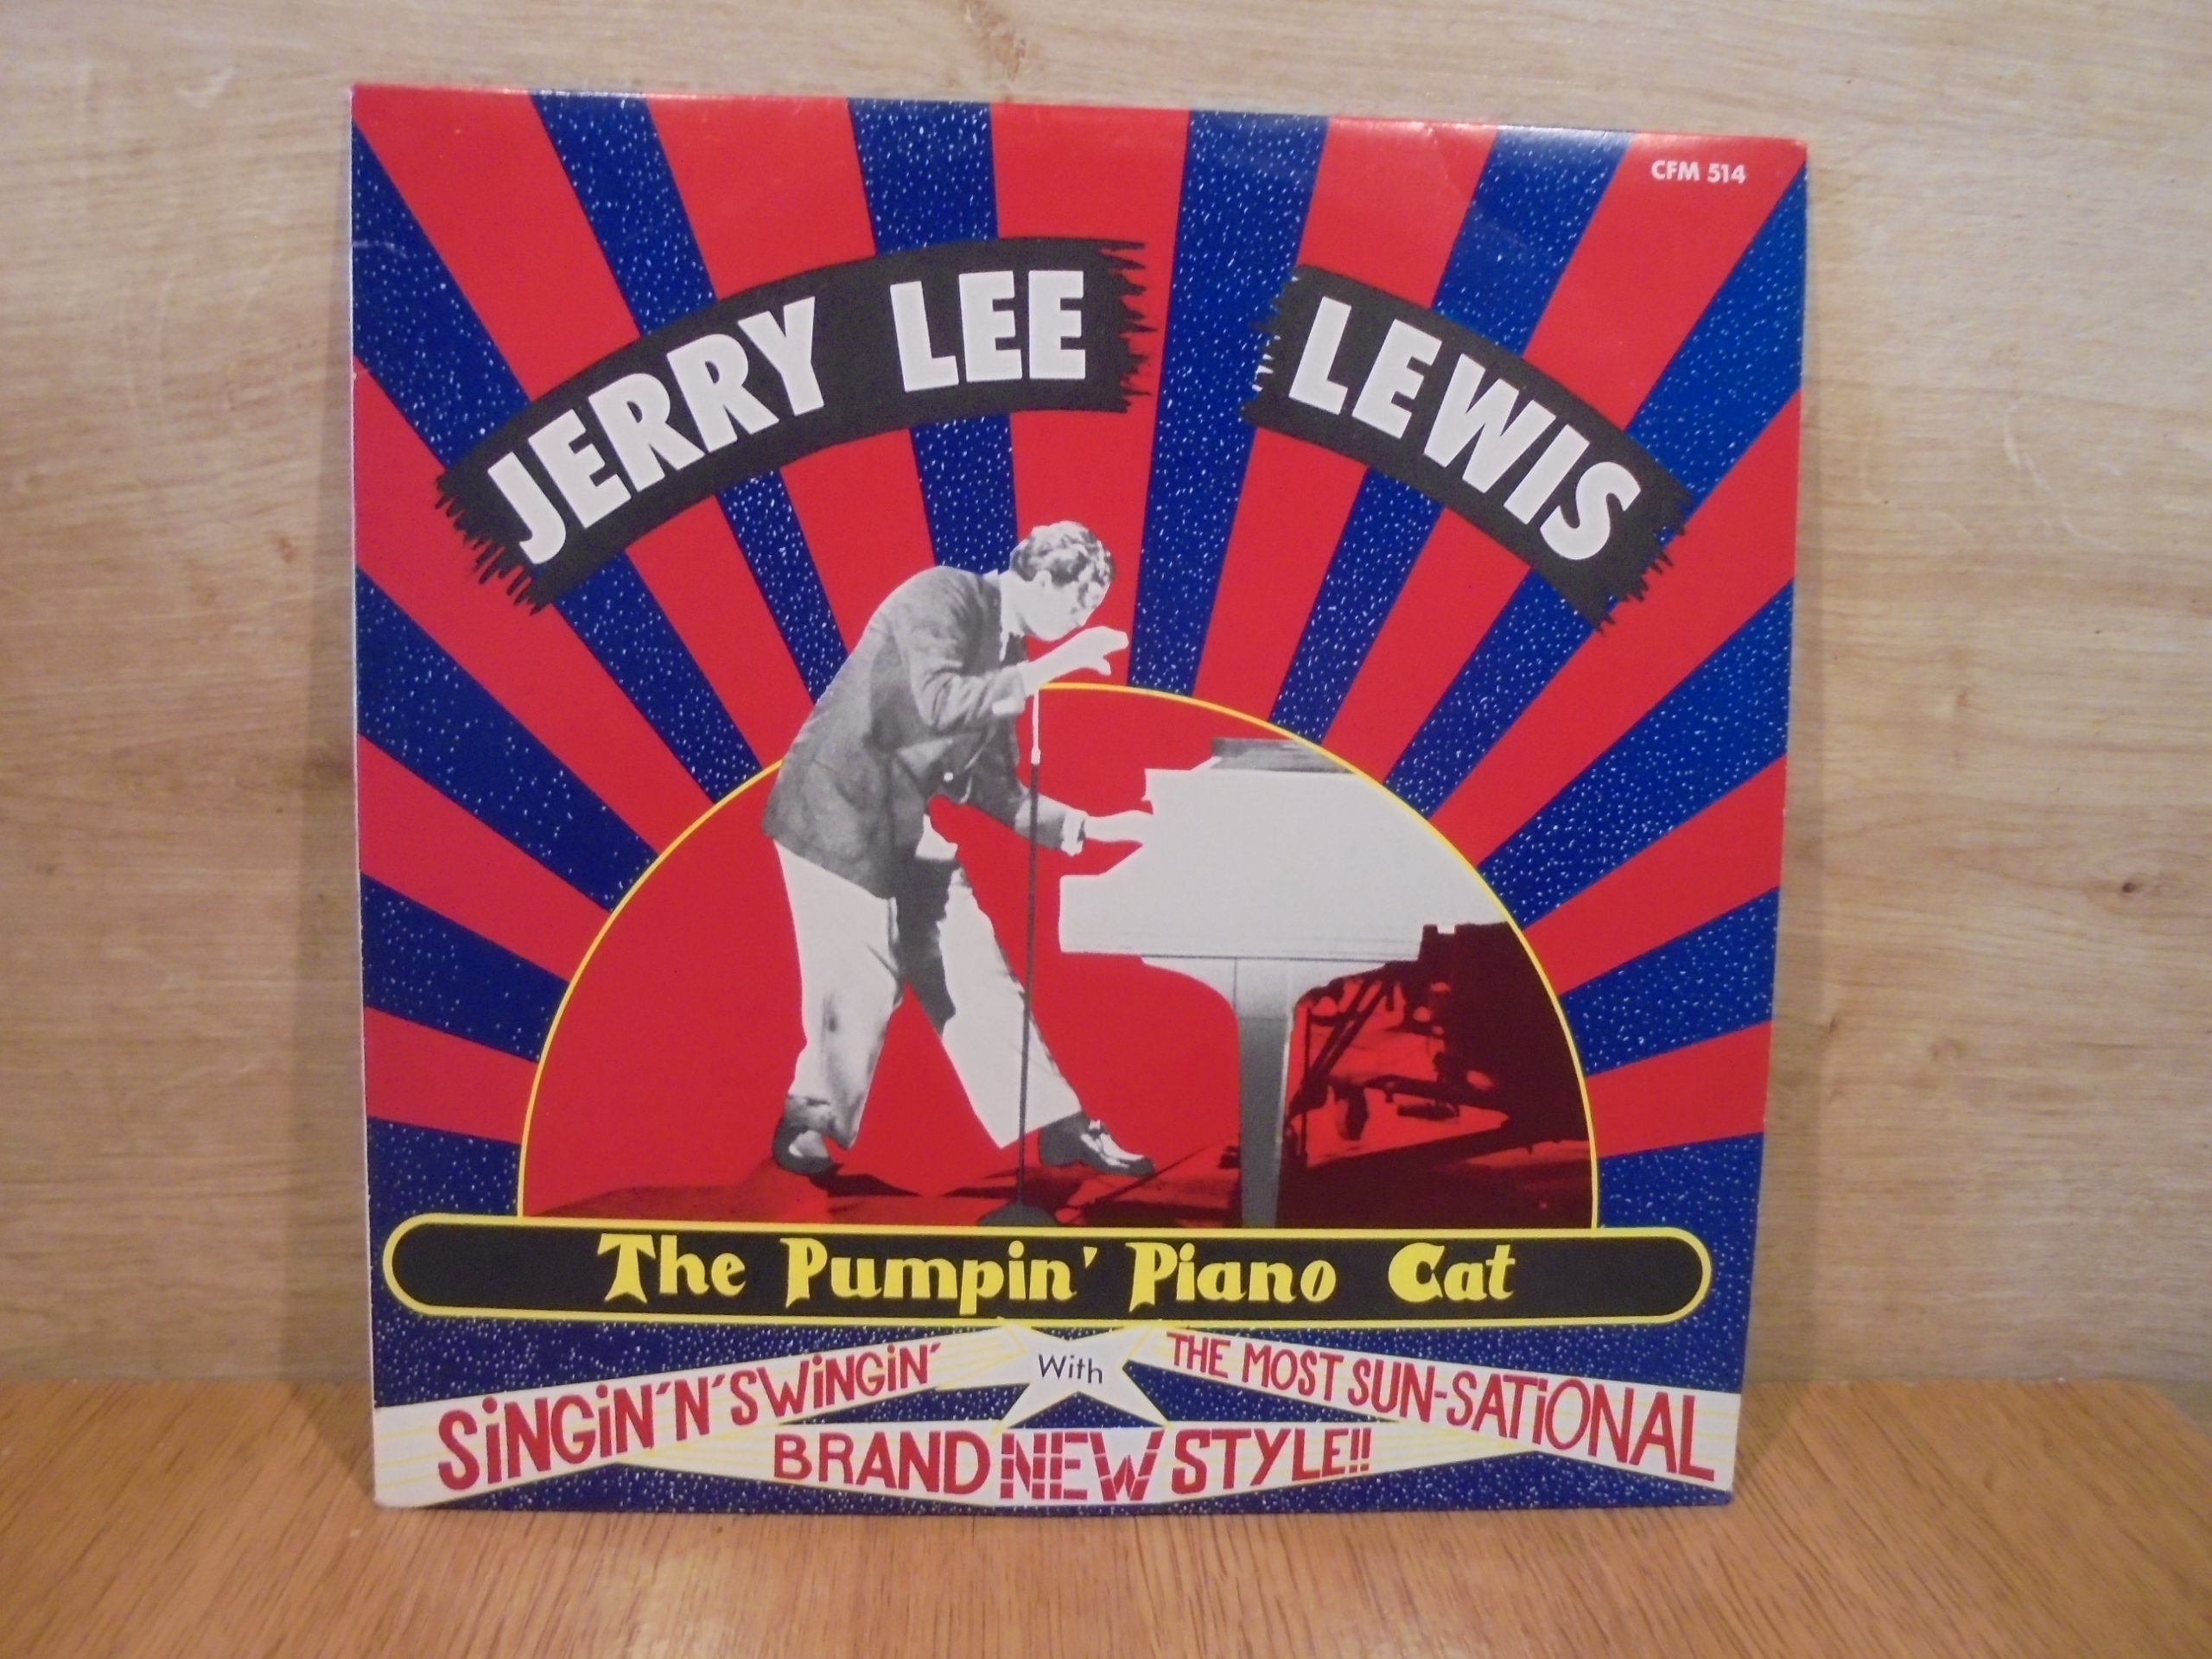 CFM 514
JERRY LEE LEWIS
The Pumpin' Piano Cat
SiNGiN'N'SWiNGiN' With THE MOST SUN-SATiONAL
BRAND NEW STYLE!!